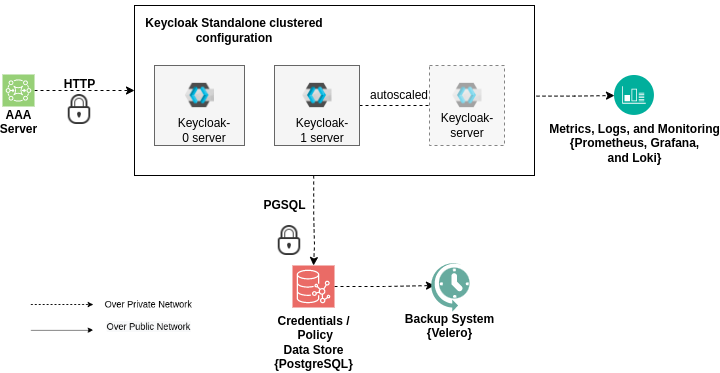 Keycloak Standalone clustered
configuration
HTTP
AAA
Server
Keycloak-
0 server
Keycloak-
1 server
autoscaled
Keycloak-
server
Metrics, Logs, and Monitoring
{Prometheus, Grafana,
and Loki}
PGSQL
Credentials /
Policy
Data Store
{PostgreSQL}
Backup System
{Velero}
Over Private Network
Over Public Network